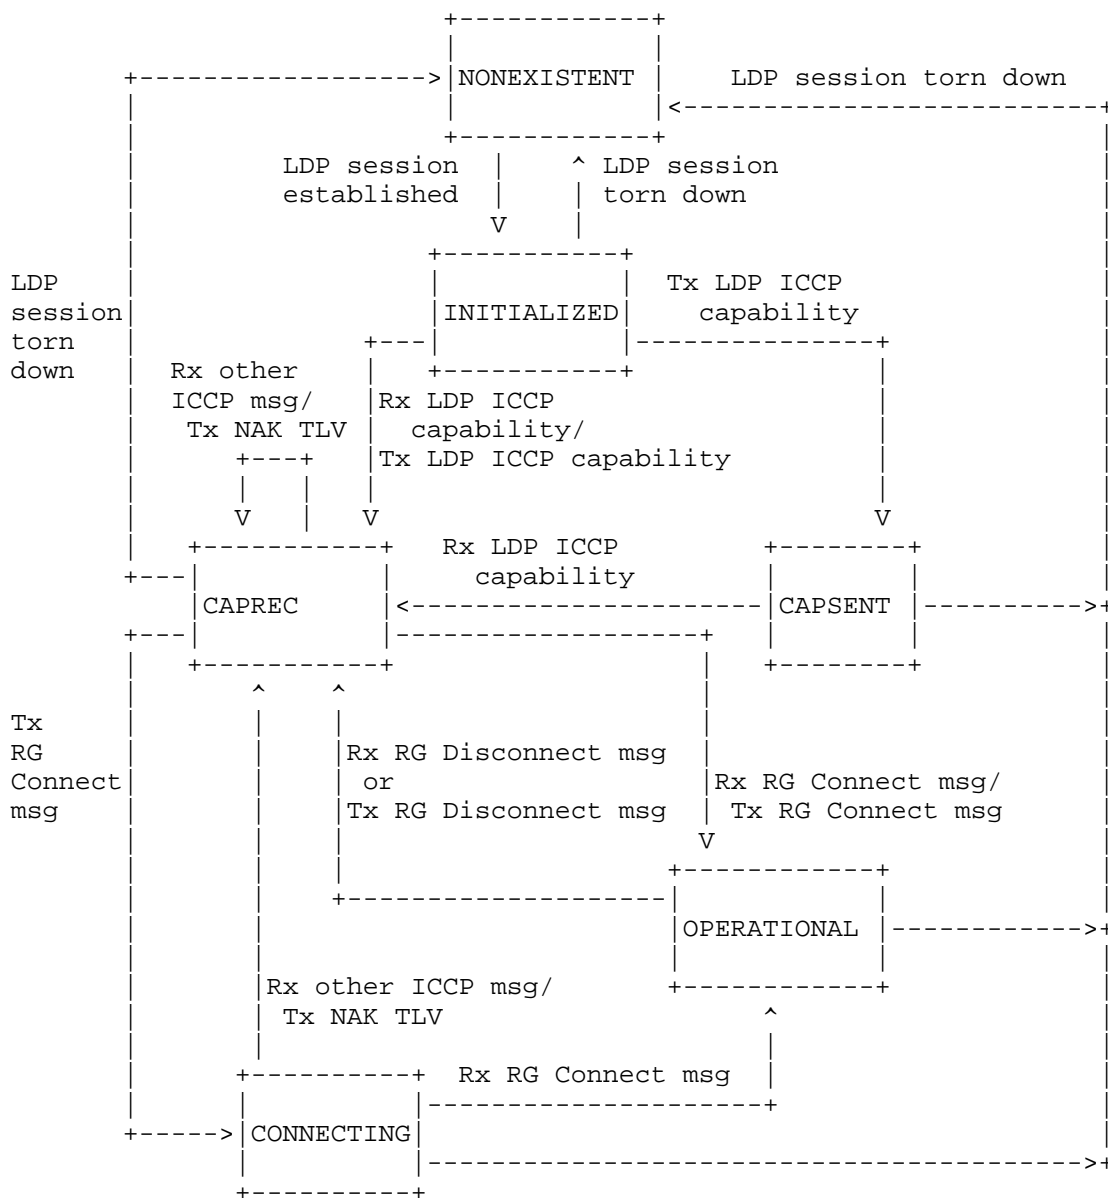 NONEXISTENT
LDP session torn down
LDP session
established
LDP session
torn down
LDP
session
torn
down
INITIALIZED
Tx LDP ICCP
capability
Rx other
ICCP msg/
Tx NAK TLV
Rx LDP ICCP
capability/
Tx LDP ICCP capability
V
V
V
V
V
Rx LDP ICCP
capability
CAPREC
CAPSENT
Tx
RG
Connect
msg
Rx RG Disconnect msg
or
Tx RG Disconnect msg
Rx RG Connect msg/
Tx RG Connect msg
OPERATIONAL
Rx other ICCP msg/
Tx NAK TLV
Rx RG Connect msg
CONNECTING